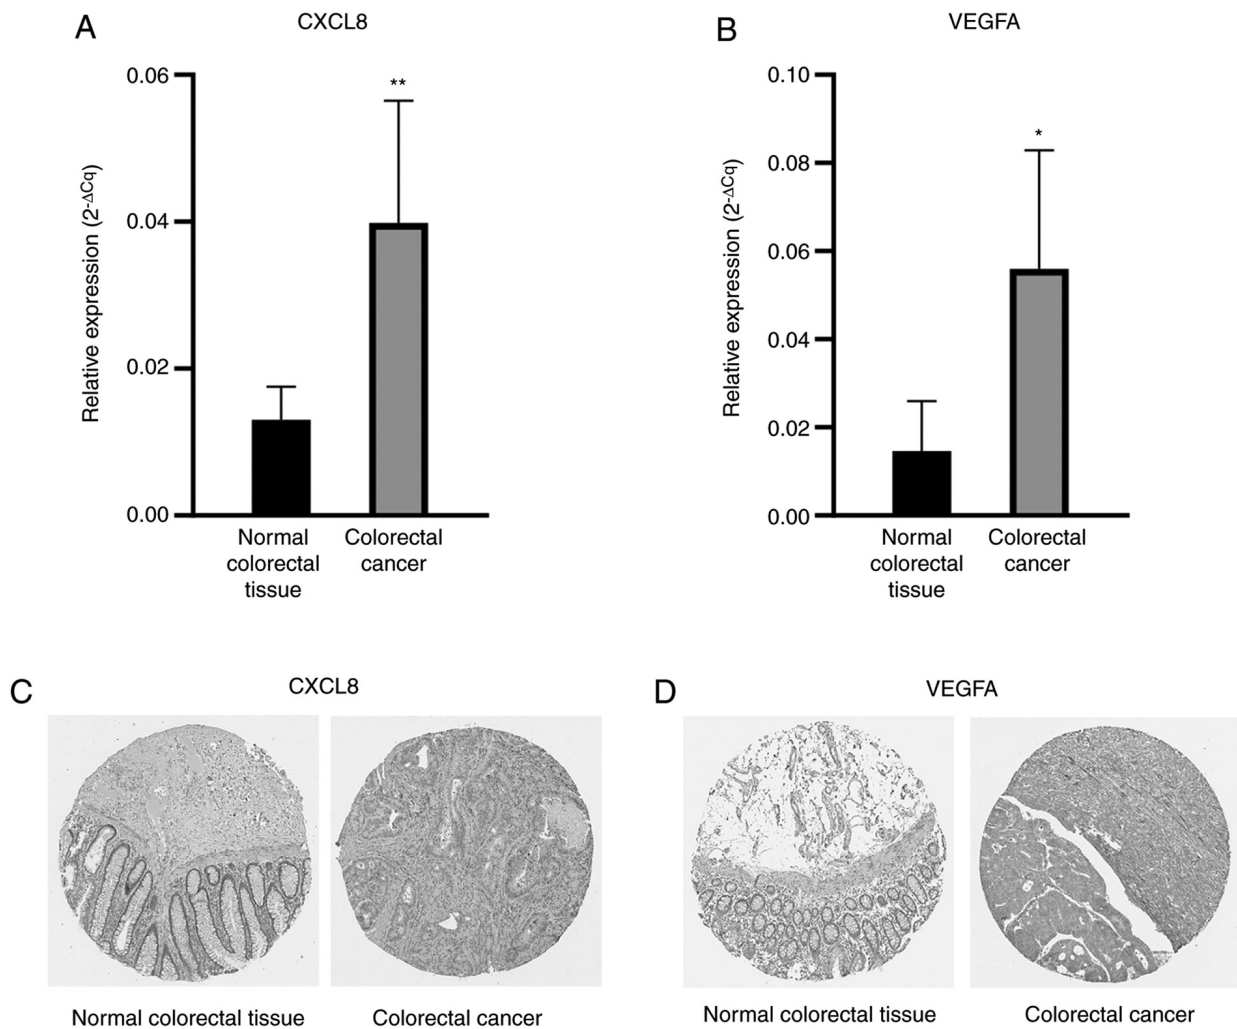 A
CXCL8
**
0.06
0.04
0.02
0.00
Relative expression (2-ΔCq)
Normal
colorectal
tissue
Colorectal
cancer
B
VEGFA
*
0.10
0.08
0.06
0.04
0.02
0.00
Relative expression (2-ΔCq)
Normal
colorectal
tissue
Colorectal
cancer
C
CXCL8
Normal colorectal tissue
Colorectal cancer
D
VEGFA
Normal colorectal tissue
Colorectal cancer